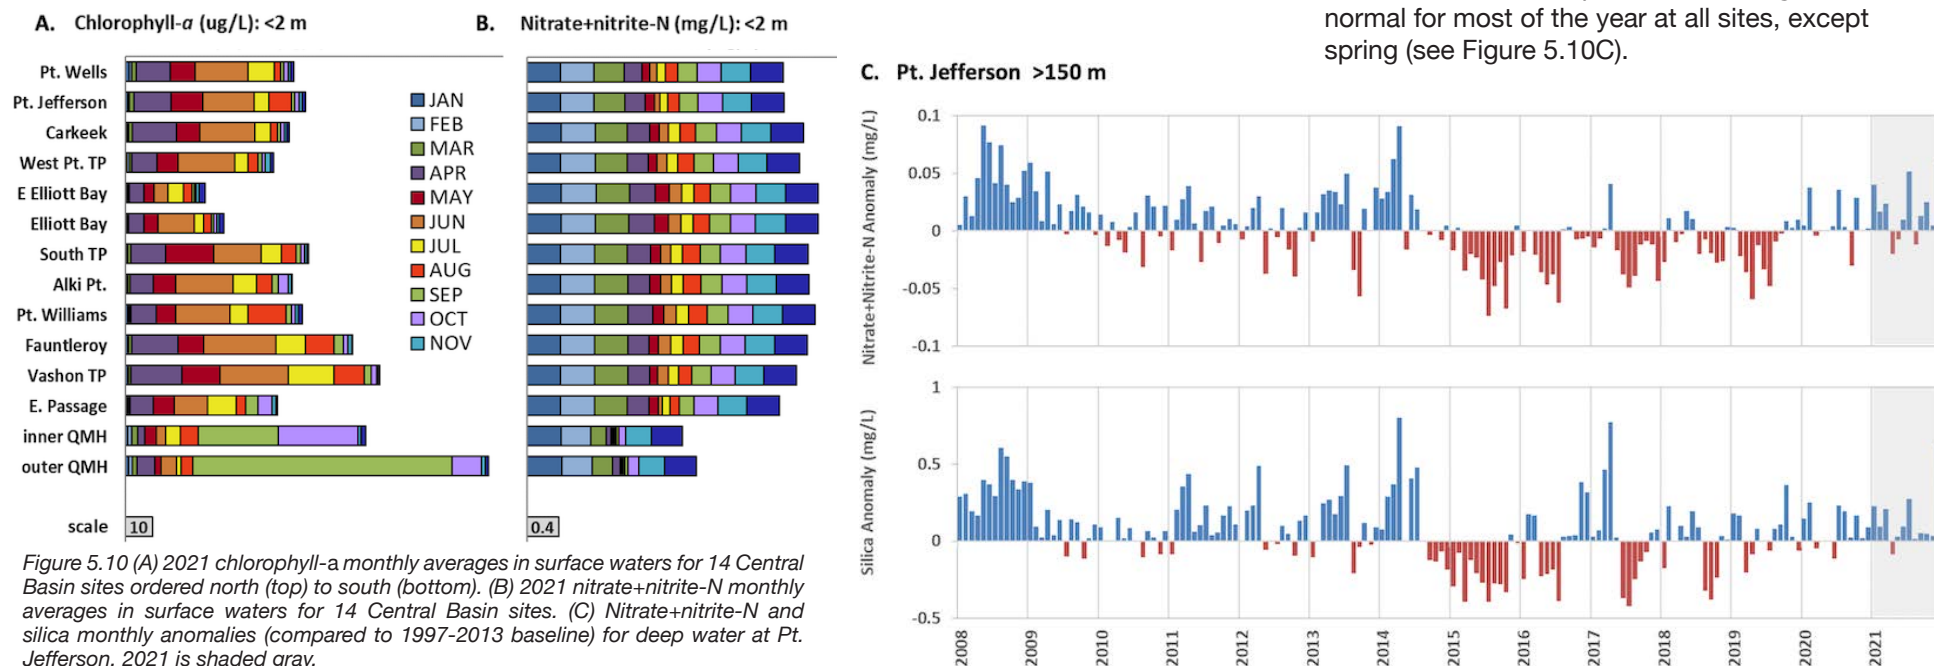 normal for most of the year at all sites, except
spring (see Figure 5.10C).
A. Chlorophyll-a (ug/L): <2 m
Pt. Wells
Pt. Jefferson
Carkeek
West Pt. TP
E Elliott Bay
Elliott Bay
South TP
Alki Pt.
Pt. Williams
Fauntleroy
Vashon TP
E. Passage
inner QMH
outer QMH
scale
10
JAN
FEB
MAR
APR
MAY
JUN
JUL
AUG
SEP
OCT
NOV
B. Nitrate+nitrite-N (mg/L): <2 m
0.4
C. Pt. Jefferson >150 m
Nitrate+Nitrite-N Anomaly (mg/L)
0.1
0.05
0
-0.05
-0.1
Silica Anomaly (mg/L)
1
0.5
0
-0.5
2008
2009
2010
2011
2012
2013
2014
2015
2016
2017
2018
2019
2020
2021
Figure 5.10 (A) 2021 chlorophyll-a monthly averages in surface waters for 14 Central
Basin sites ordered north (top) to south (bottom). (B) 2021 nitrate+nitrite-N monthly
averages in surface waters for 14 Central Basin sites. (C) Nitrate+nitrite-N and
silica monthly anomalies (compared to 1997-2013 baseline) for deep water at Pt.
Jefferson. 2021 is shaded gray.